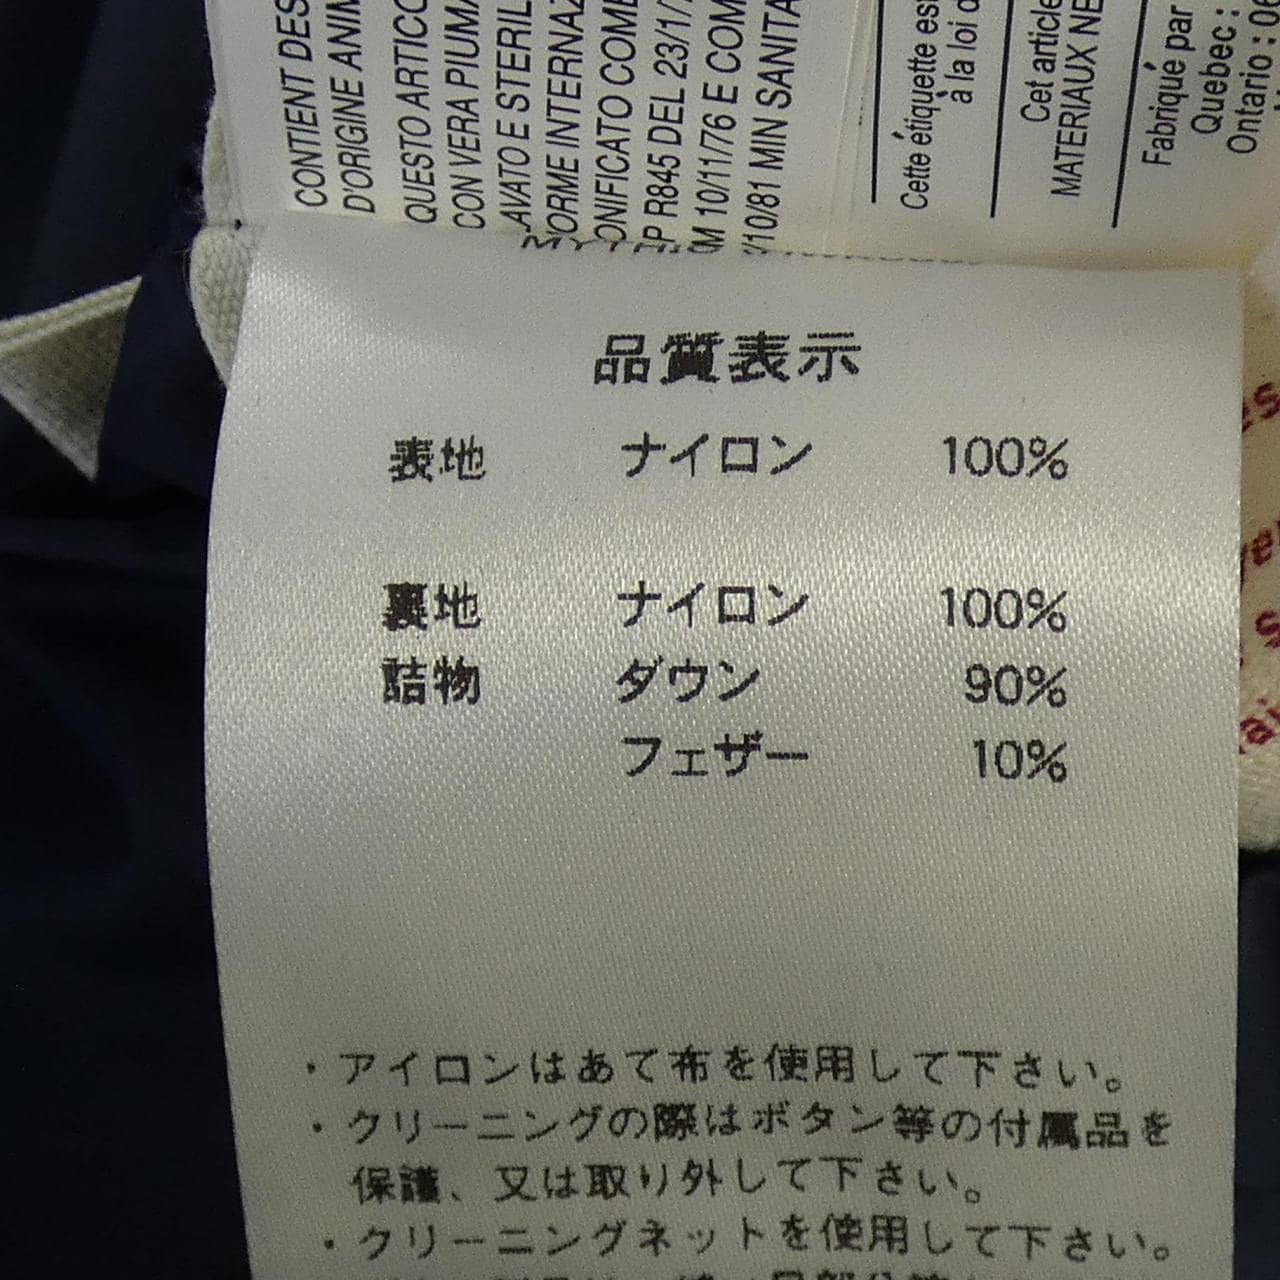 CONTIENT DES
D'ORIGINE ANIM
QUESTO ARTICO
CON VERA PIUMA
LAVATO E STERIL
NORME INTERNAZ
BONIFICATO COME
P R845 DEL 23/1/
M 10/11/76 E COM
/10/81 MIN SANITA
Cette étiquette est
à la loi d
Cet article
MATERIAUX NE
Fabriqué par
Quebec :
Ontario : 06
品質表示
表地 ナイロン 100%
裏地 ナイロン 100%
詰物 ダウン 90%
フェザー 10%
・アイロンはあて布を使用して下さい。
・クリーニングの際はボタン等の付属品を
保護、又は取り外して下さい。
・クリーニングネットを使用して下さい。